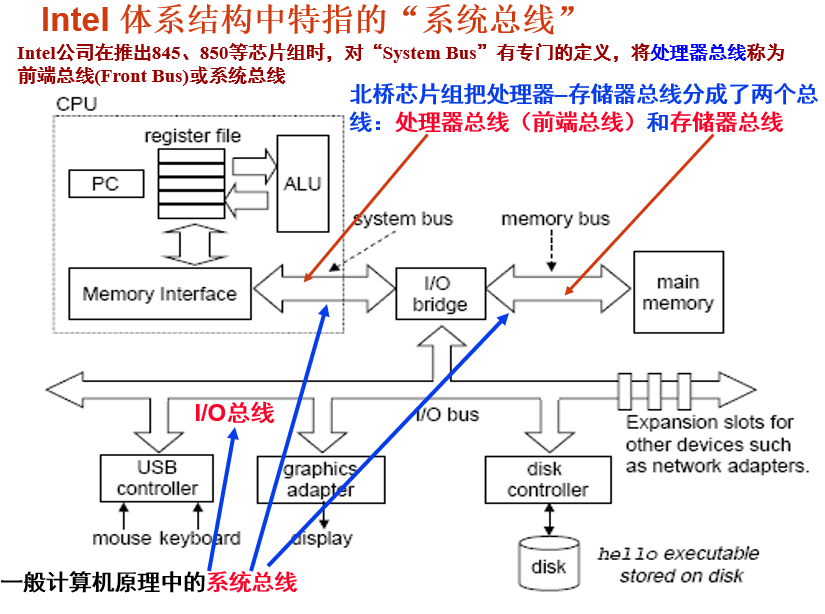 Intel 体系结构中特指的“系统总线”
Intel公司在推出845、850等芯片组时，对“System Bus”有专门的定义，将处理器总线称为
前端总线(Front Bus)或系统总线
北桥芯片组把处理器–存储器总线分成了两个总
线：处理器总线（前端总线）和存储器总线
CPU
register file
PC
ALU
system bus
memory bus
Memory Interface
I/O
bridge
main
memory
I/O总线
I/O bus
Expansion slots for
other devices such
as network adapters.
USB
controller
graphics
adapter
disk
controller
mouse keyboard
display
disk
hello executable
stored on disk
一般计算机原理中的系统总线